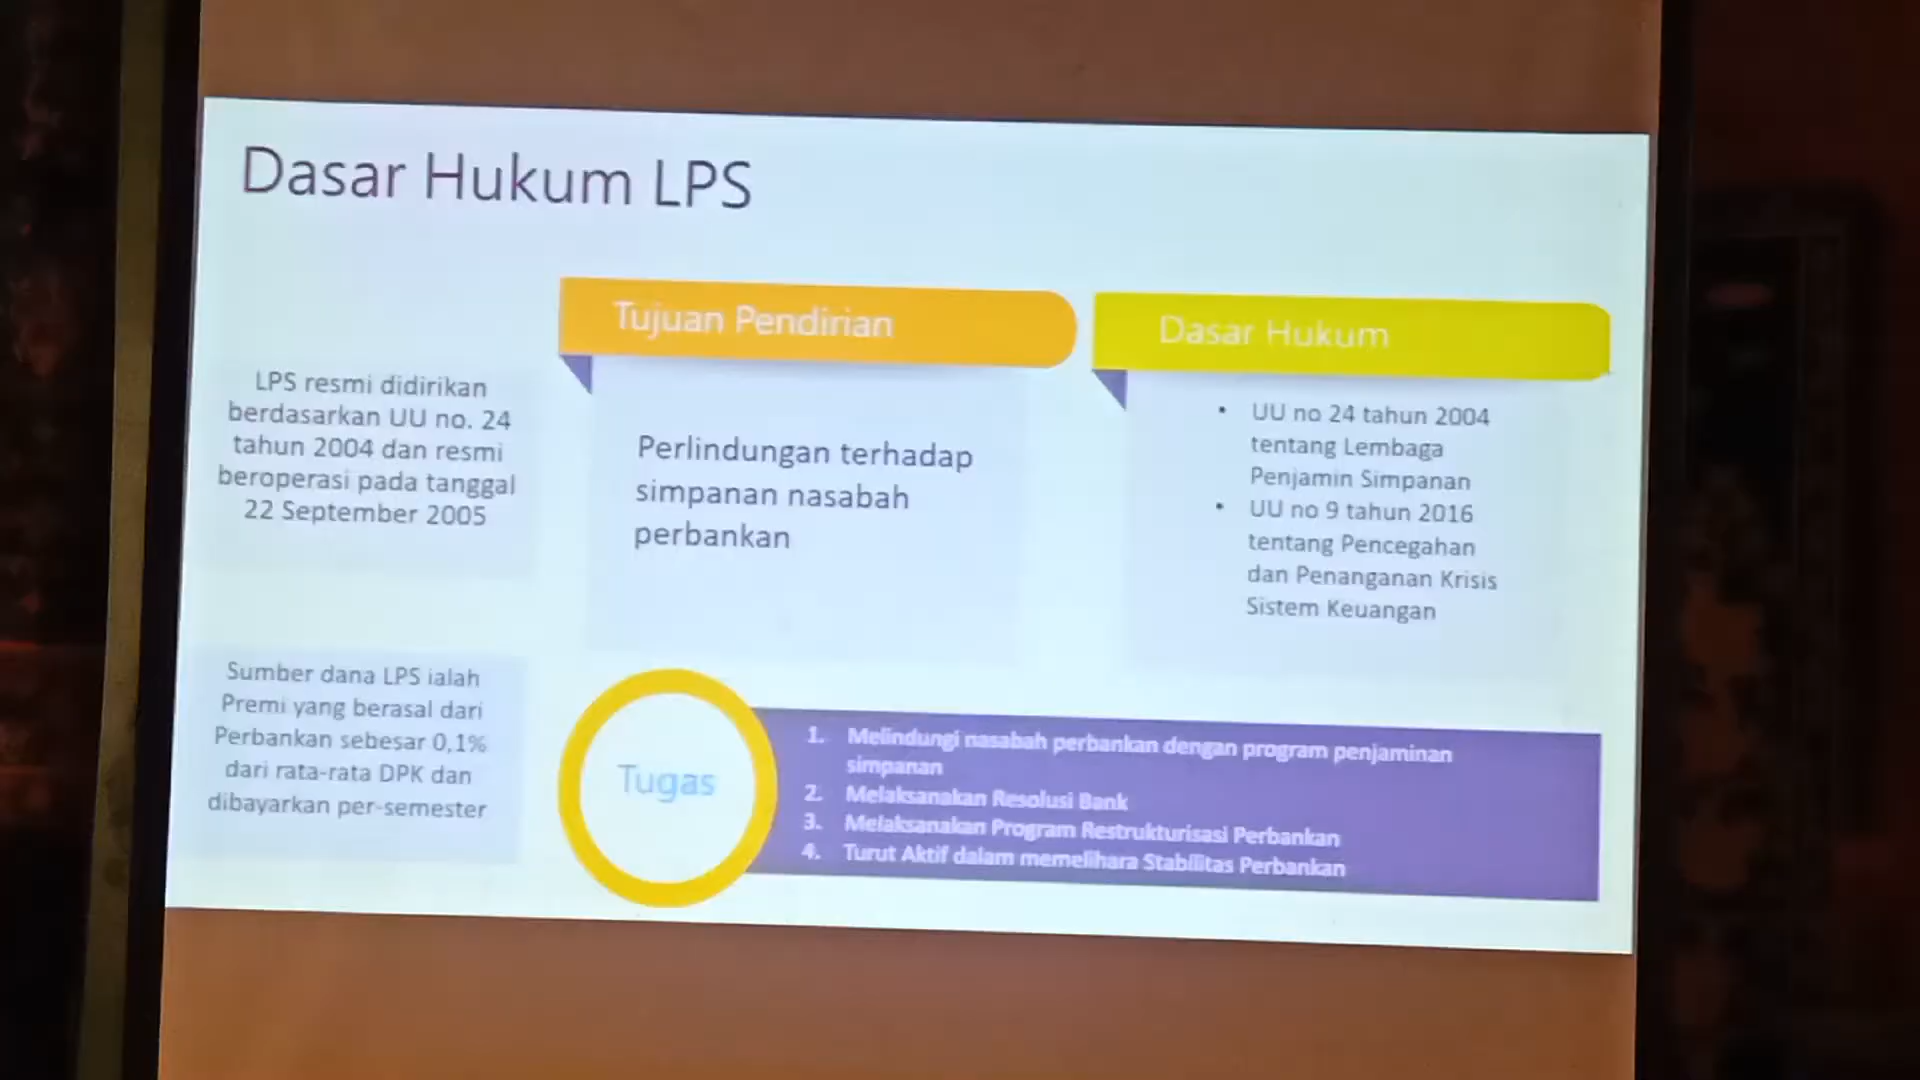 Dasar Hukum LPS
LPS resmi didirikan
berdasarkan UU no. 24
tahun 2004 dan resmi
beroperasi pada tanggal
22 September 2005
Sumber dana LPS ialah
Premi yang berasal dari
Perbankan sebesar 0,1%
dari rata-rata DPK dan
dibayarkan per-semester
Tujuan Pendirian
Perlindungan terhadap
simpanan nasabah
perbankan
Dasar Hukum
• UU no 24 tahun 2004
tentang Lembaga
Penjamin Simpanan
• UU no 9 tahun 2016
tentang Pencegahan
dan Penanganan Krisis
Sistem Keuangan
Tugas
1. Melindungi nasabah perbankan dengan program penjaminan
simpanan
2. Melaksanakan Resolusi Bank
3. Melaksanakan Program Restrukturisasi Perbankan
4. Turut Aktif dalam memelihara Stabilitas Perbankan